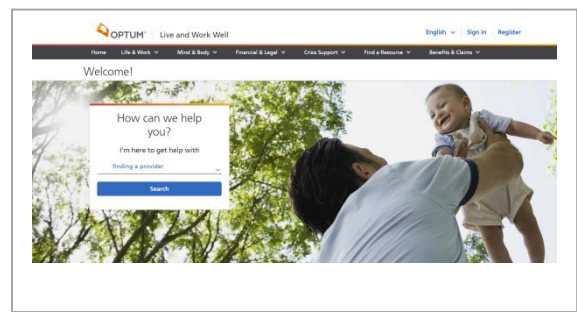 OPTUM™ Live and Work Well
English Sign In Register
Home Life & Work Mind & Body Financial & Legal Crisis Support Find a Resource Benefits & Claims
Welcome!
How can we help
you?
I'm here to get help with
finding a provider
Search